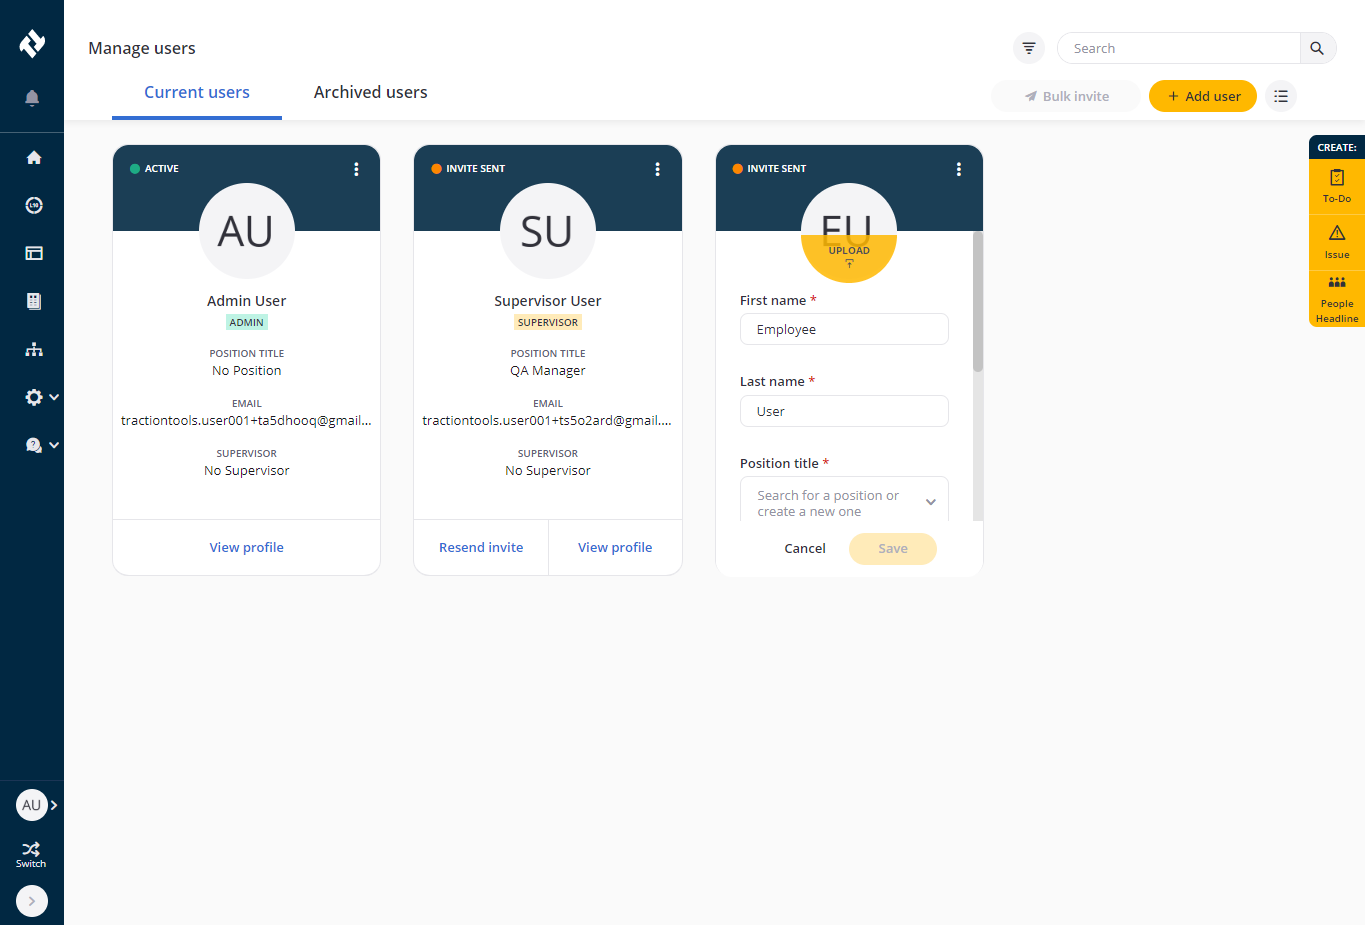 Manage users
Search
Current users
Archived users
Bulk invite
+ Add user
ACTIVE
AU
Admin User
ADMIN
POSITION TITLE
No Position
EMAIL
tractiontools.user001+ta5dhooq@gmail...
SUPERVISOR
No Supervisor
View profile
INVITE SENT
SU
Supervisor User
SUPERVISOR
POSITION TITLE
QA Manager
EMAIL
tractiontools.user001+ts5o2ard@gmail....
SUPERVISOR
No Supervisor
Resend invite
View profile
INVITE SENT
EU
UPLOAD
First name *
Employee
Last name *
User
Position title *
Search for a position or
create a new one
Cancel
Save
CREATE:
To-Do
Issue
People
Headline
L10
?
AU
Switch